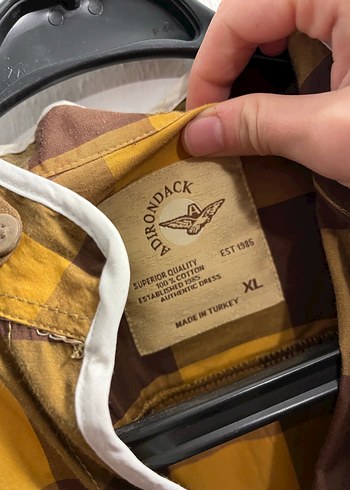 ADIRONDACK
EST 1985
SUPERIOR QUALITY
100% COTTON
ESTABLISHED 1985
AUTHENTIC DRESS
XL
MADE IN TURKEY